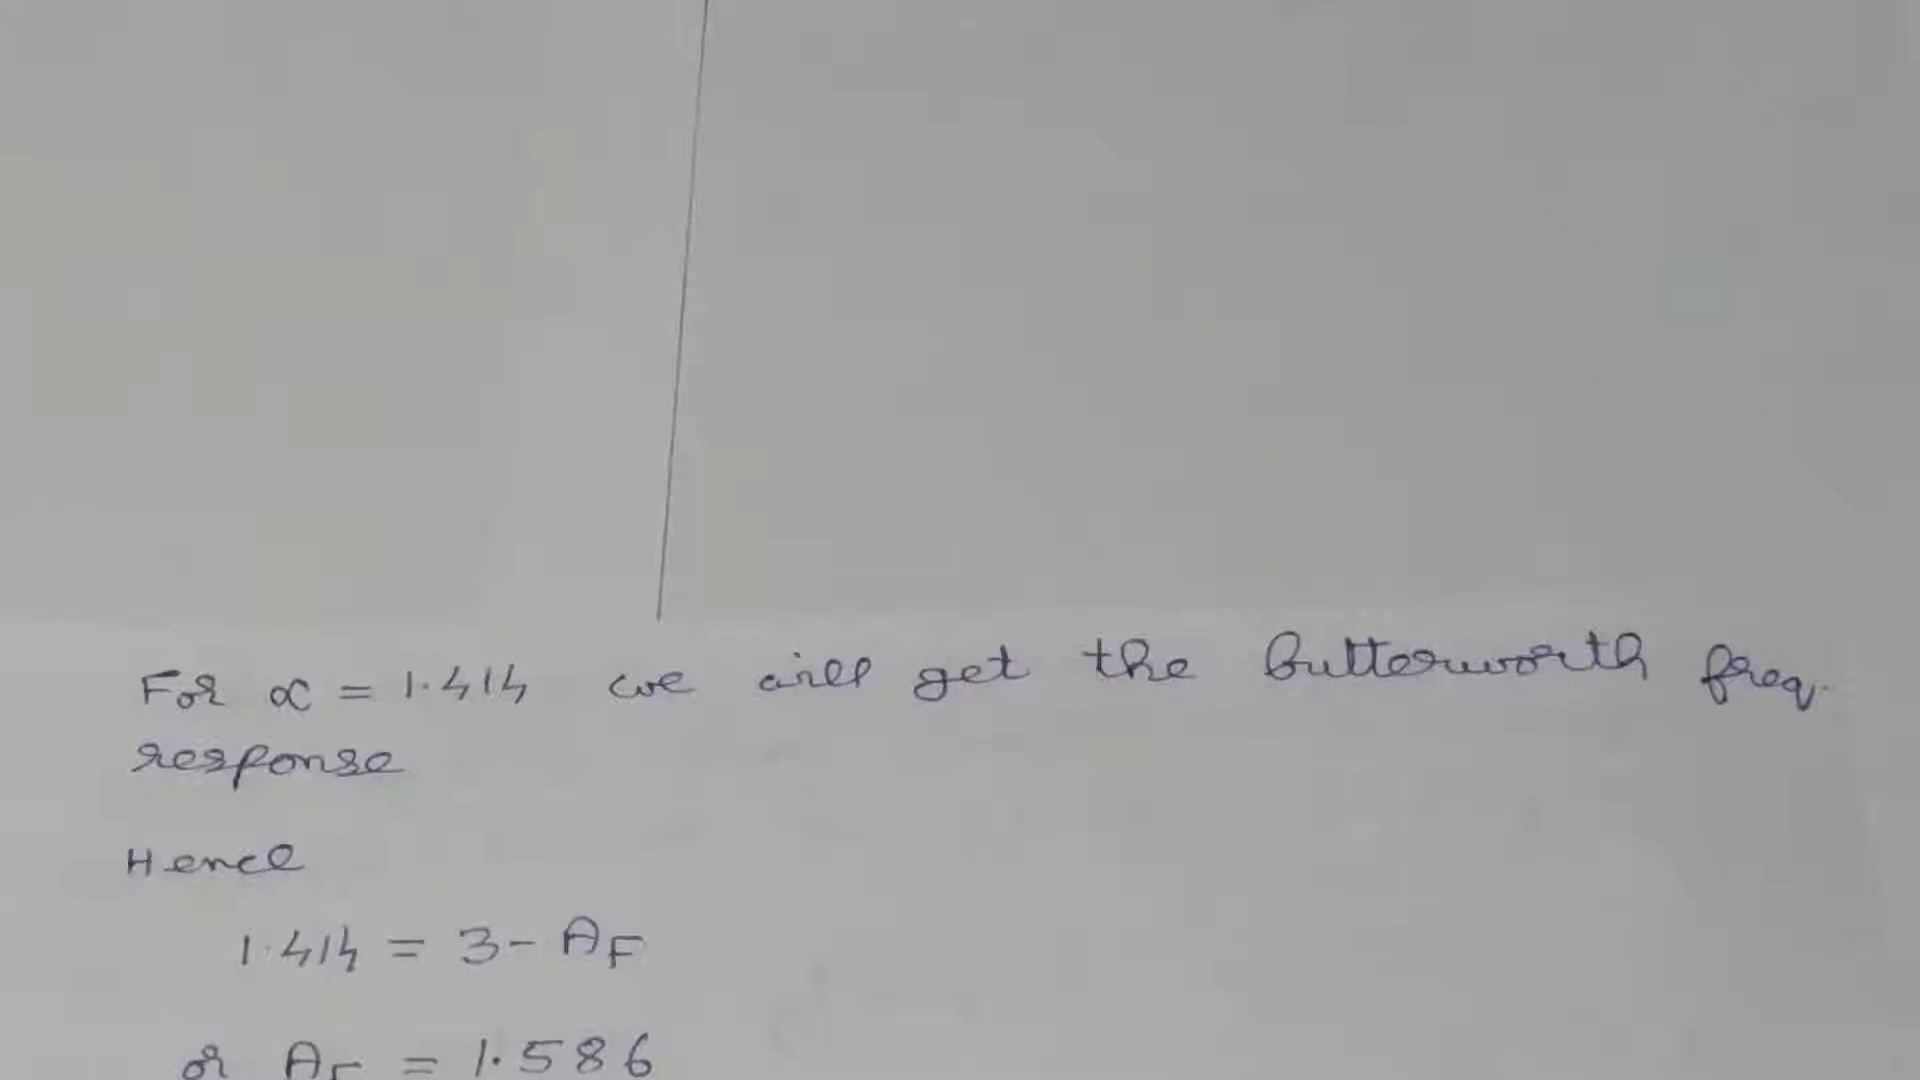 For α = 1.414 we will get the butterworth freq.
response
Hence
1.414 = 3 - AF
or AF = 1.586